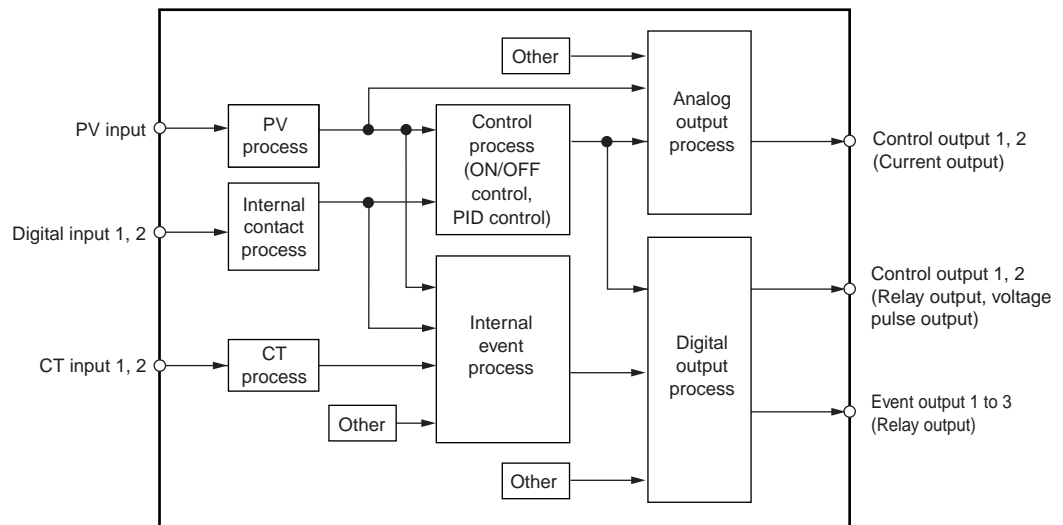 Other
Analog
output
process
PV input
PV
process
Control
process
(ON/OFF
control,
PID control)
Control output 1, 2
(Current output)
Digital input 1, 2
Internal
contact
process
Control output 1, 2
(Relay output, voltage
pulse output)
Internal
event
process
Digital
output
process
CT input 1, 2
CT
process
Other
Event output 1 to 3
(Relay output)
Other